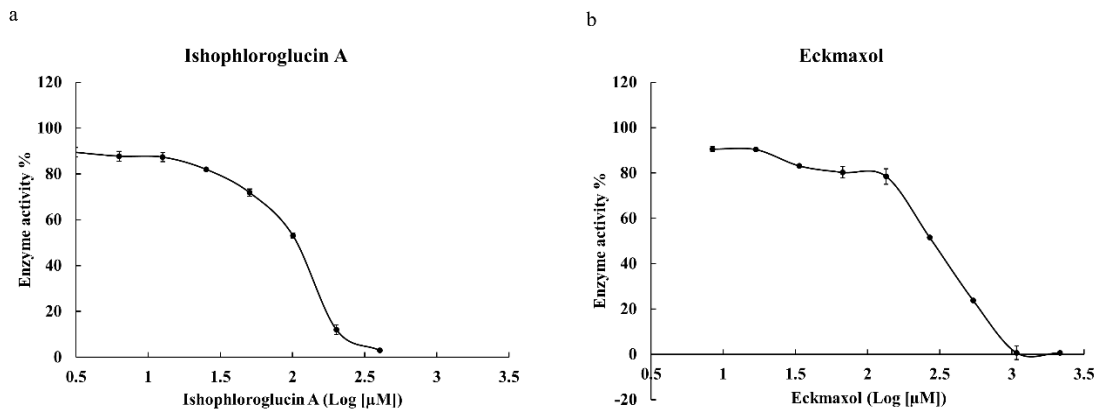 a
Ishophloroglucin A
120
100
80
60
40
20
0
Enzyme activity %
0.5 1 1.5 2 2.5 3 3.5
Ishophloroglucin A (Log [µM])
b
Eckmaxol
120
100
80
60
40
20
0
-20
Enzyme activity %
0.5 1 1.5 2 2.5 3 3.5
Eckmaxol (Log [µM])